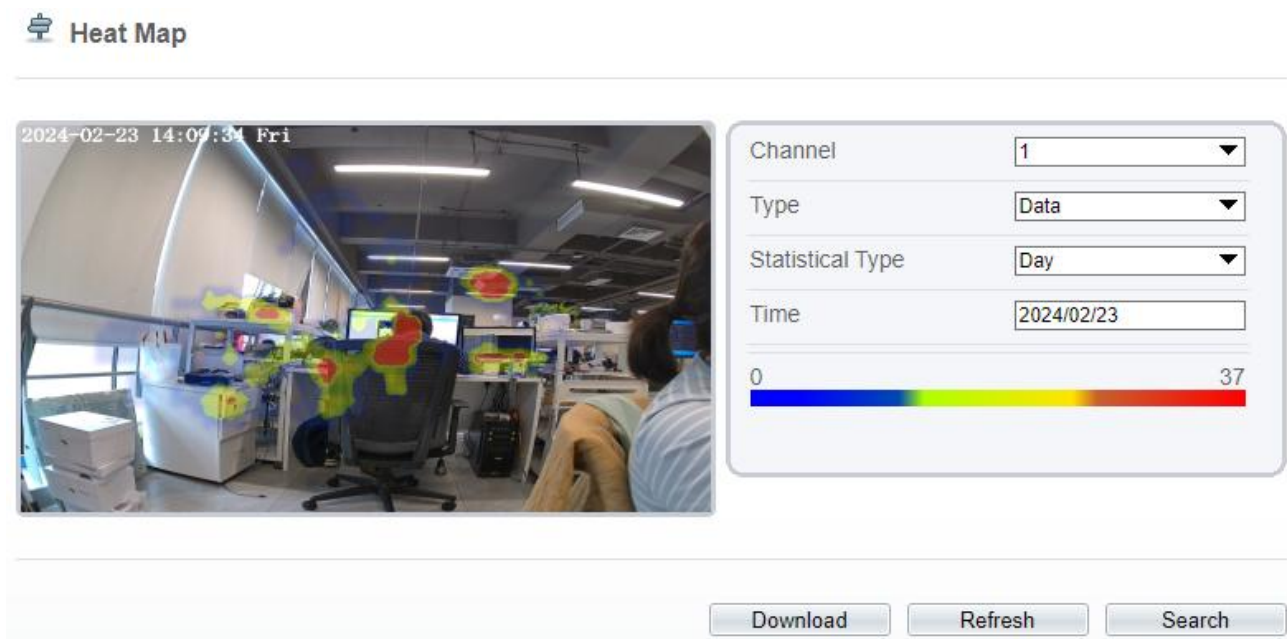 Heat Map
2024-02-23 14:09:34 Fri
Channel 1
Type Data
Statistical Type Day
Time 2024/02/23
0 37
Download Refresh Search